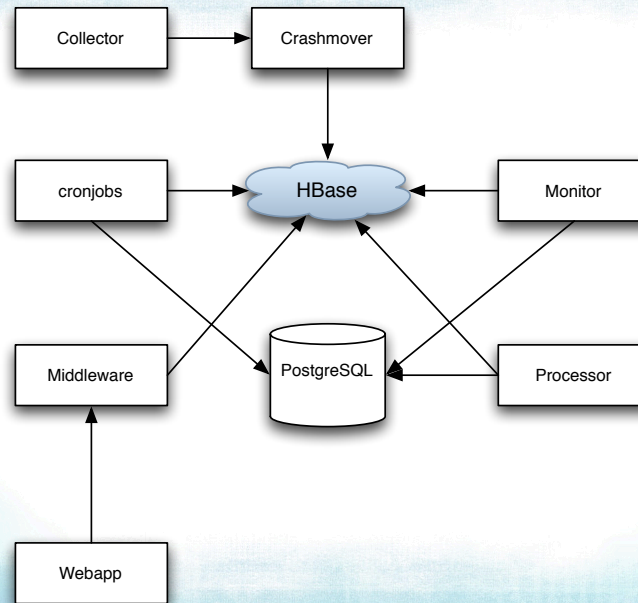 Collector
Crashmover
cronjobs
HBase
Monitor
Middleware
PostgreSQL
Processor
Webapp